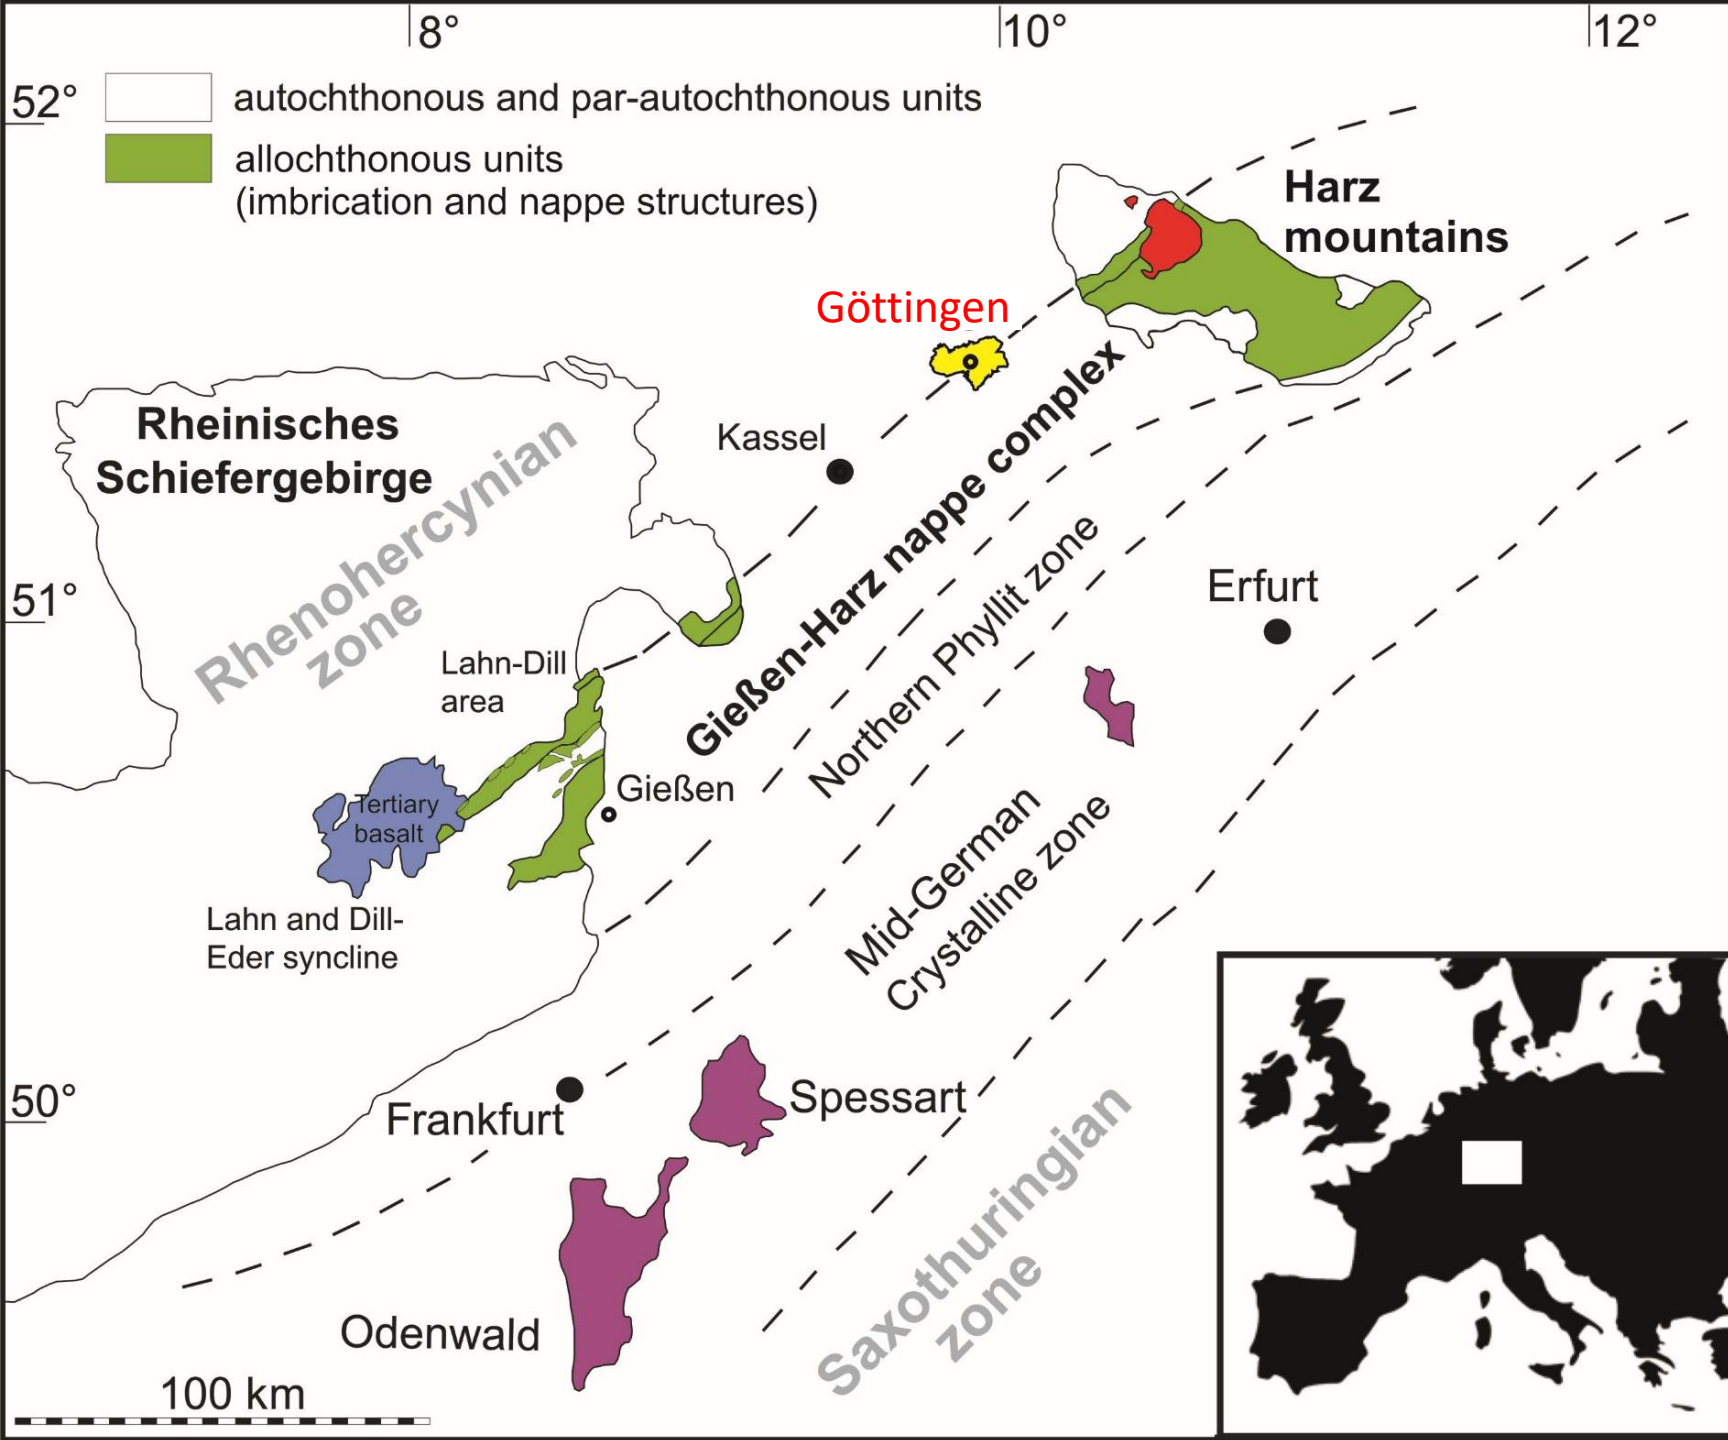 8°
10°
12°
52°
autochthonous and par-autochthonous units
allochthonous units
(imbrication and nappe structures)
Harz
mountains
Göttingen
Rheinisches
Schiefergebirge
Kassel
Rhenohercynian
zone
Gießen-Harz nappe complex
Northern Phyllit zone
51°
Erfurt
Lahn-Dill
area
Gießen
Tertiary
basalt
Mid-German
Crystalline zone
Lahn and Dill-
Eder syncline
50°
Frankfurt
Spessart
Saxothuringian
zone
Odenwald
100 km